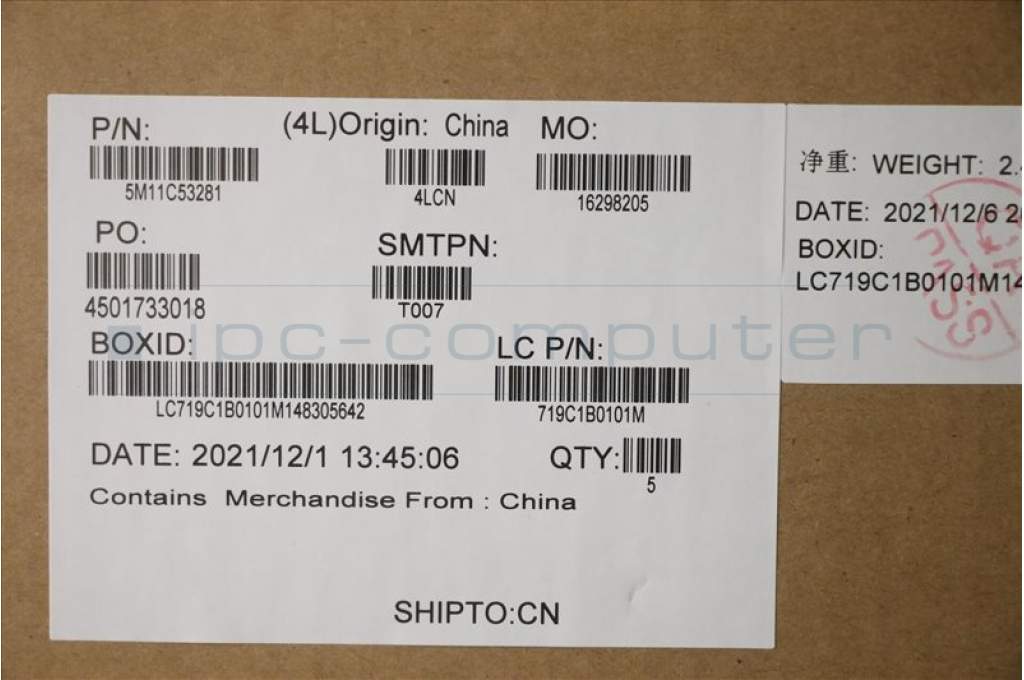 P/N:
5M11C53281
(4L)Origin: China
4LCN
MO:
16298205
PO:
4501733018
SMTPN:
T007
BOXID:
LC719C1B0101M148305642
LC P/N:
719C1B0101M
DATE: 2021/12/1 13:45:06
QTY:
5
Contains Merchandise From : China
SHIPTO:CN
净重: WEIGHT: 2.
DATE: 2021/12/6 2
BOXID:
LC719C1B0101M14
ipc-computer